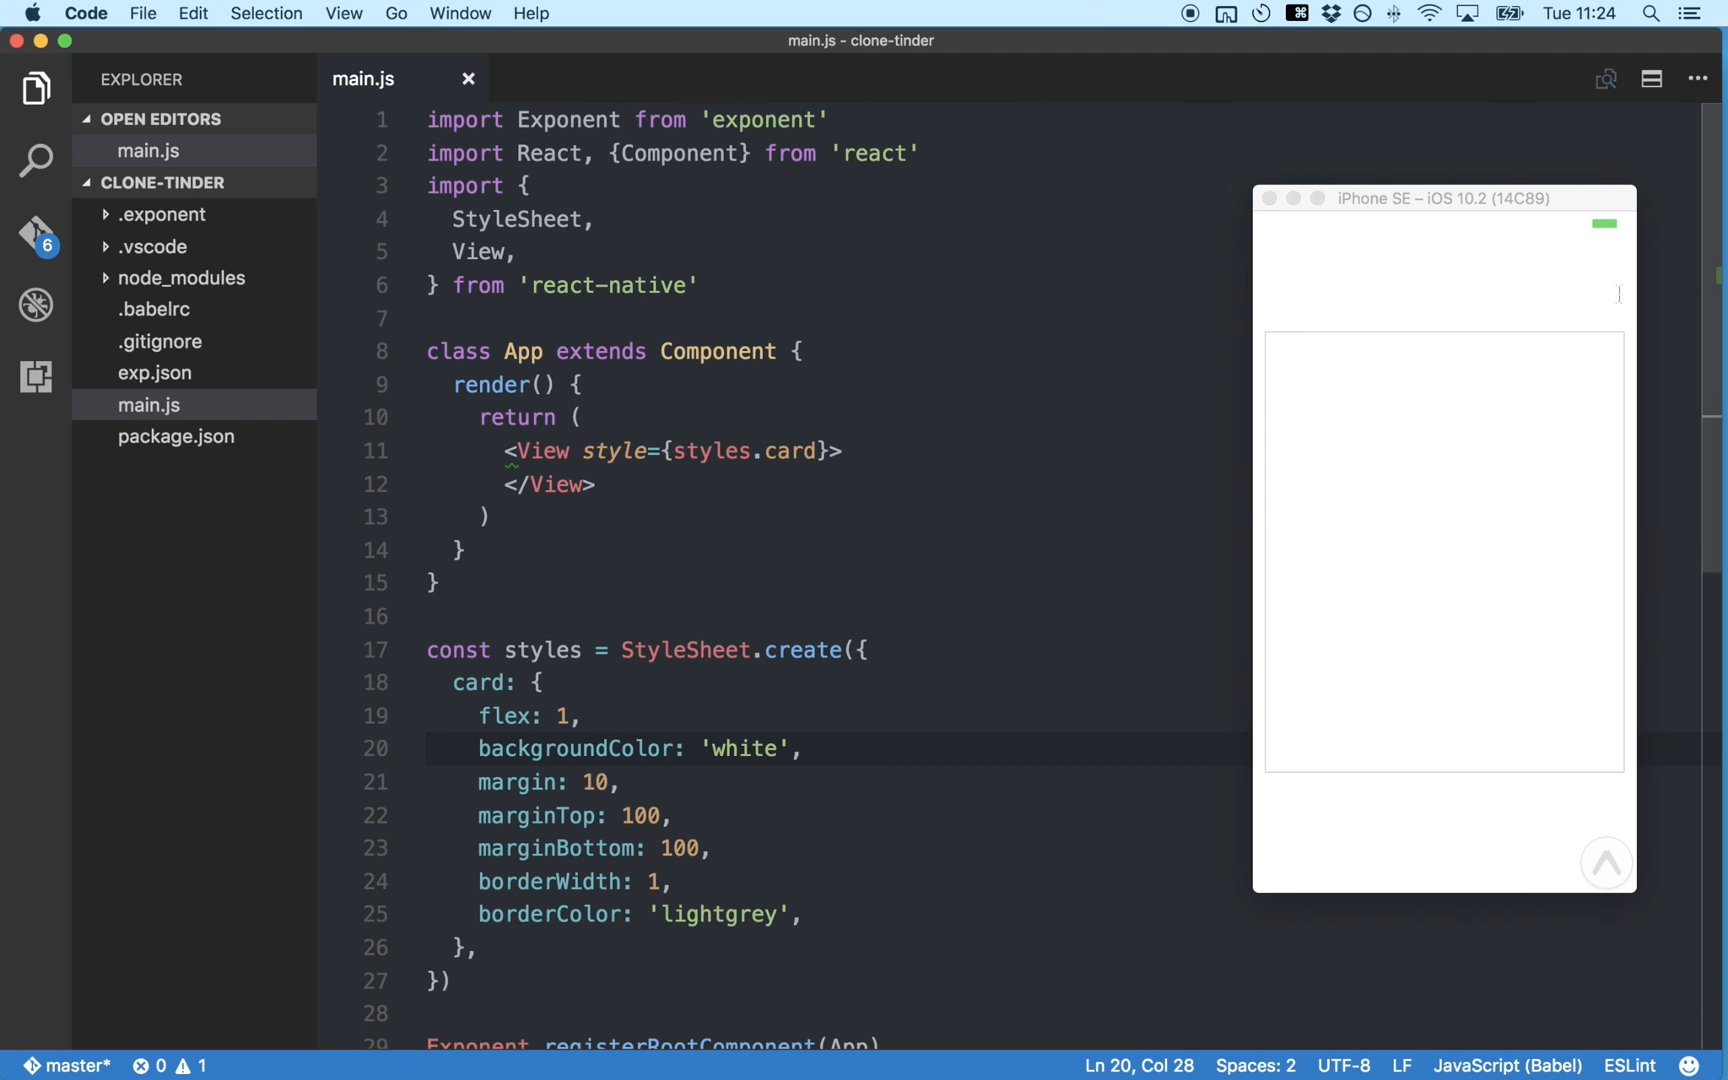 Code File Edit Selection View Go Window Help Tue 11:24
main.js - clone-tinder
EXPLORER
OPEN EDITORS
main.js
CLONE-TINDER
.exponent
.vscode
node_modules
.babelrc
.gitignore
exp.json
main.js
package.json
6
main.js
1 import Exponent from 'exponent'
2 import React, {Component} from 'react'
3 import {
4 StyleSheet,
5 View,
6 } from 'react-native'
7
8 class App extends Component {
9 render() {
10 return (
11 <View style={styles.card}>
12 </View>
13 )
14 }
15 }
16
17 const styles = StyleSheet.create({
18 card: {
19 flex: 1,
20 backgroundColor: 'white',
21 margin: 10,
22 marginTop: 100,
23 marginBottom: 100,
24 borderWidth: 1,
25 borderColor: 'lightgrey',
26 },
27 })
28
29 Exponent.registerRootComponent(App)
iPhone SE – iOS 10.2 (14C89)
master* 0 1 Ln 20, Col 28 Spaces: 2 UTF-8 LF JavaScript (Babel) ESLint